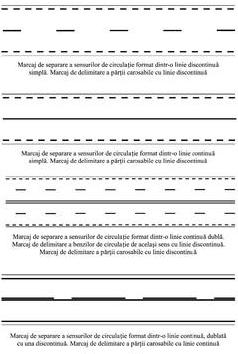 Marcaj de separare a sensurilor de circulație format dintr-o linie discontinuă
simplă. Marcaj de delimitare a părții carosabile cu linie discontinuă
Marcaj de separare a sensurilor de circulație format dintr-o linie continuă
simplă. Marcaj de delimitare a părții carosabile cu linie discontinuă
Marcaj de separare a sensurilor de circulație format dintr-o linie continuă dublă.
Marcaj de delimitare a benzilor de circulație de același sens cu linie discontinuă.
Marcaj de delimitare a părții carosabile cu linie discontinuă
Marcaj de separare a sensurilor de circulație format dintr-o linie continuă, dublată
cu una discontinuă. Marcaj de delimitare a părții carosabile cu linie continuă